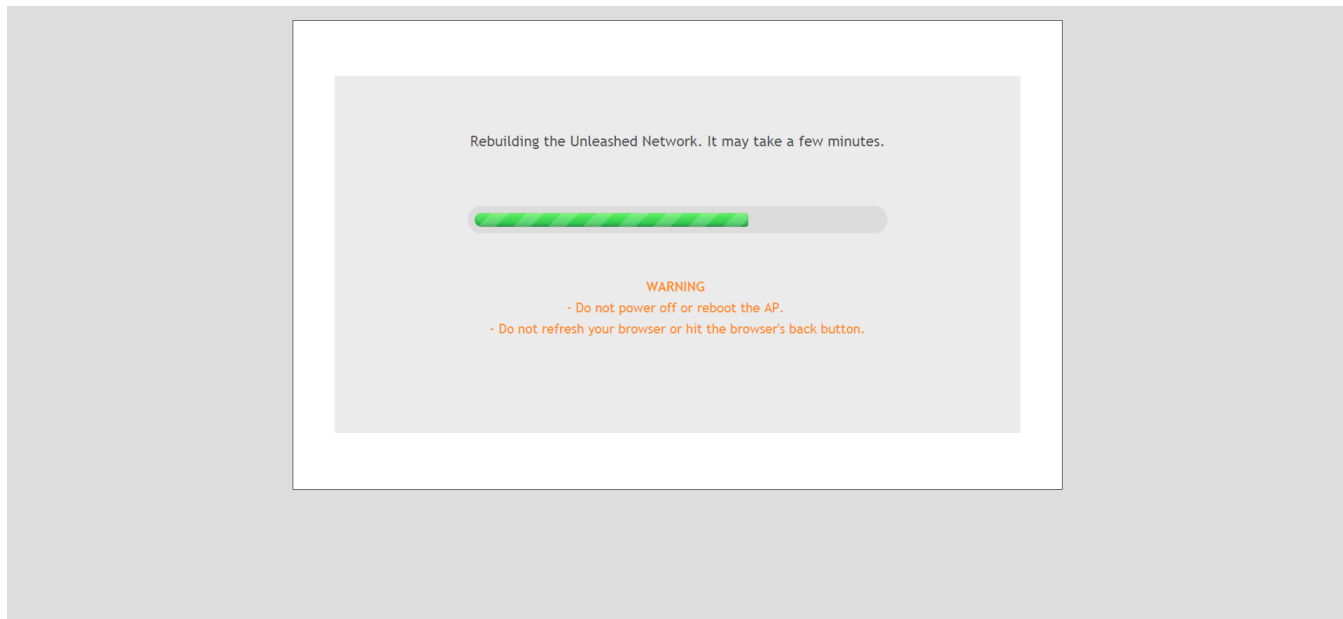 Rebuilding the Unleashed Network. It may take a few minutes.
WARNING
- Do not power off or reboot the AP.
- Do not refresh your browser or hit the browser's back button.